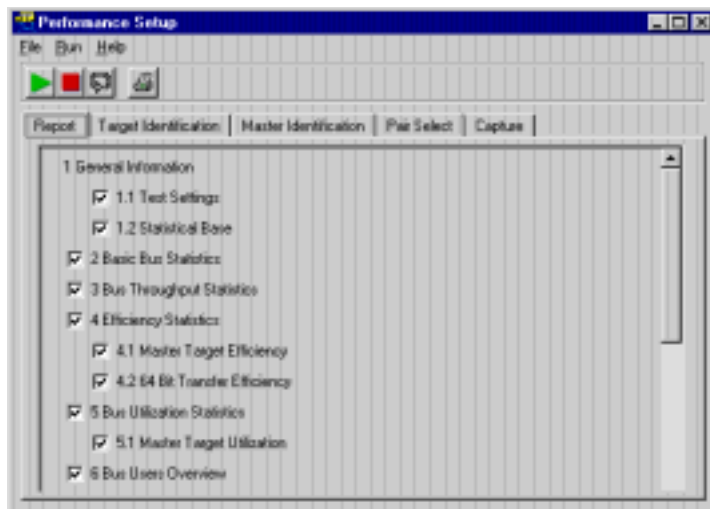 Performance Setup
File Run Help
Report Target Identification Master Identification Pair Select Capture
1 General Information
1.1 Test Settings
1.2 Statistical Base
2 Basic Bus Statistics
3 Bus Throughput Statistics
4 Efficiency Statistics
4.1 Master Target Efficiency
4.2 64 Bit Transfer Efficiency
5 Bus Utilization Statistics
5.1 Master Target Utilization
6 Bus Users Overview